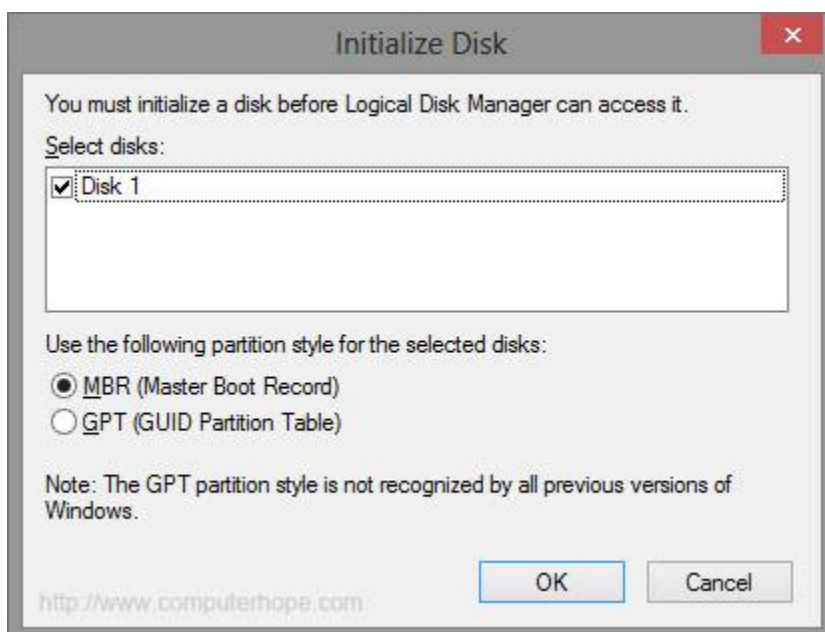 Initialize Disk
You must initialize a disk before Logical Disk Manager can access it.
Select disks:
Disk 1
Use the following partition style for the selected disks:
MBR (Master Boot Record)
GPT (GUID Partition Table)
Note: The GPT partition style is not recognized by all previous versions of
Windows.
OK Cancel
http://www.computerhope.com